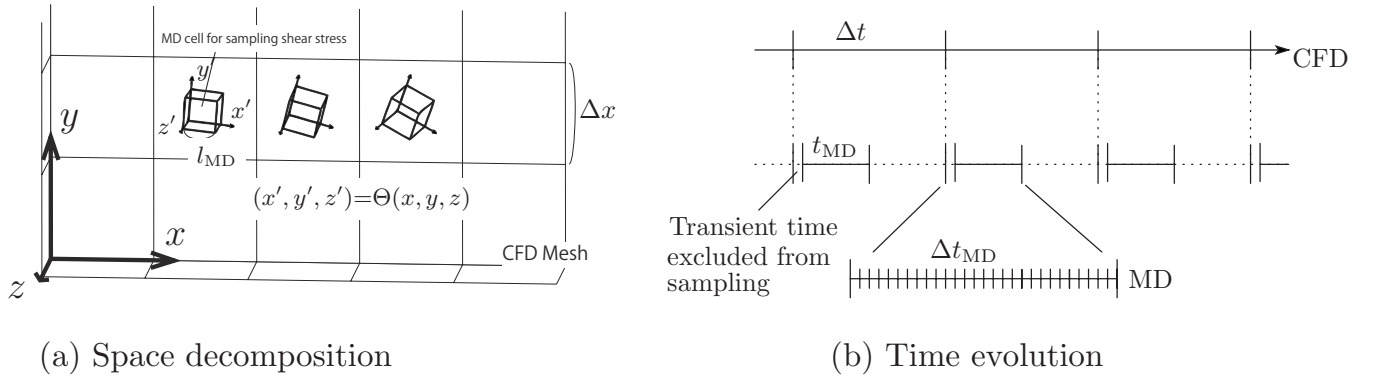 MD cell for sampling shear stress
y'
x'
z'
l_MD
y
Δx
(x′, y′, z′)=Θ(x, y, z)
x
CFD Mesh
z
(a) Space decomposition
Δt
CFD
t_MD
Transient time
excluded from
sampling
Δt_MD
MD
(b) Time evolution